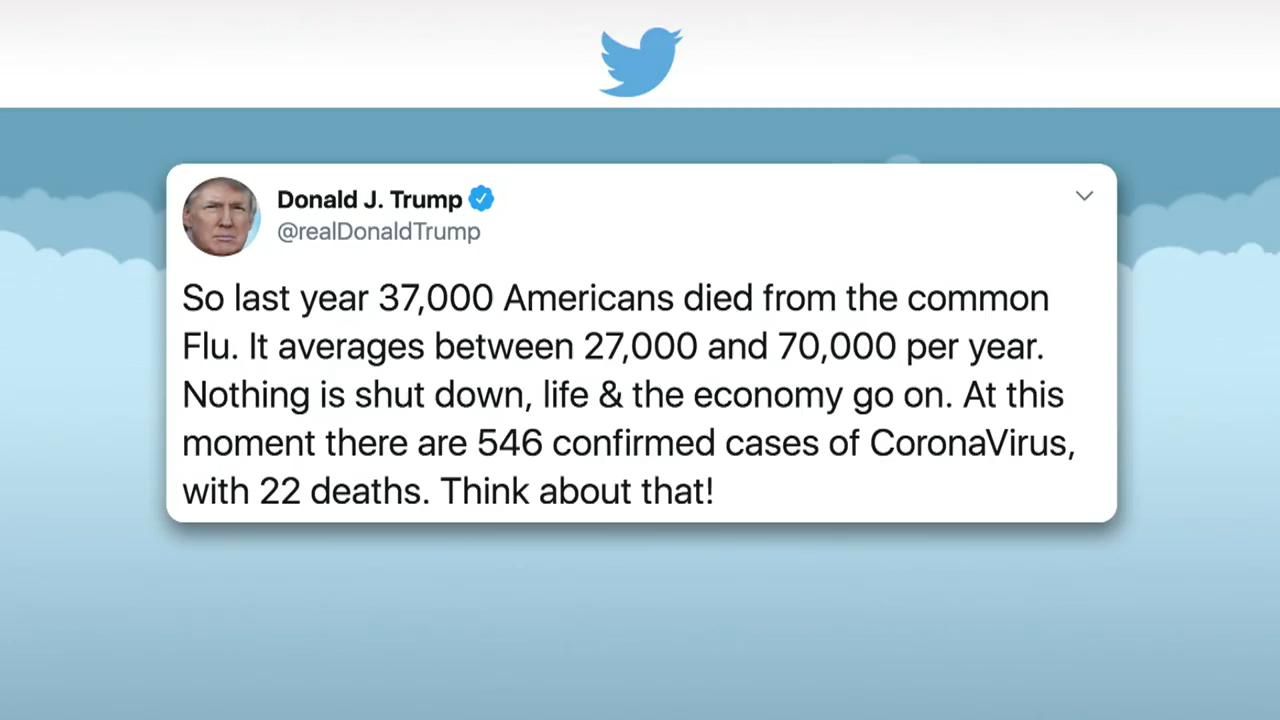 Donald J. Trump
@realDonaldTrump
So last year 37,000 Americans died from the common
Flu. It averages between 27,000 and 70,000 per year.
Nothing is shut down, life & the economy go on. At this
moment there are 546 confirmed cases of CoronaVirus,
with 22 deaths. Think about that!